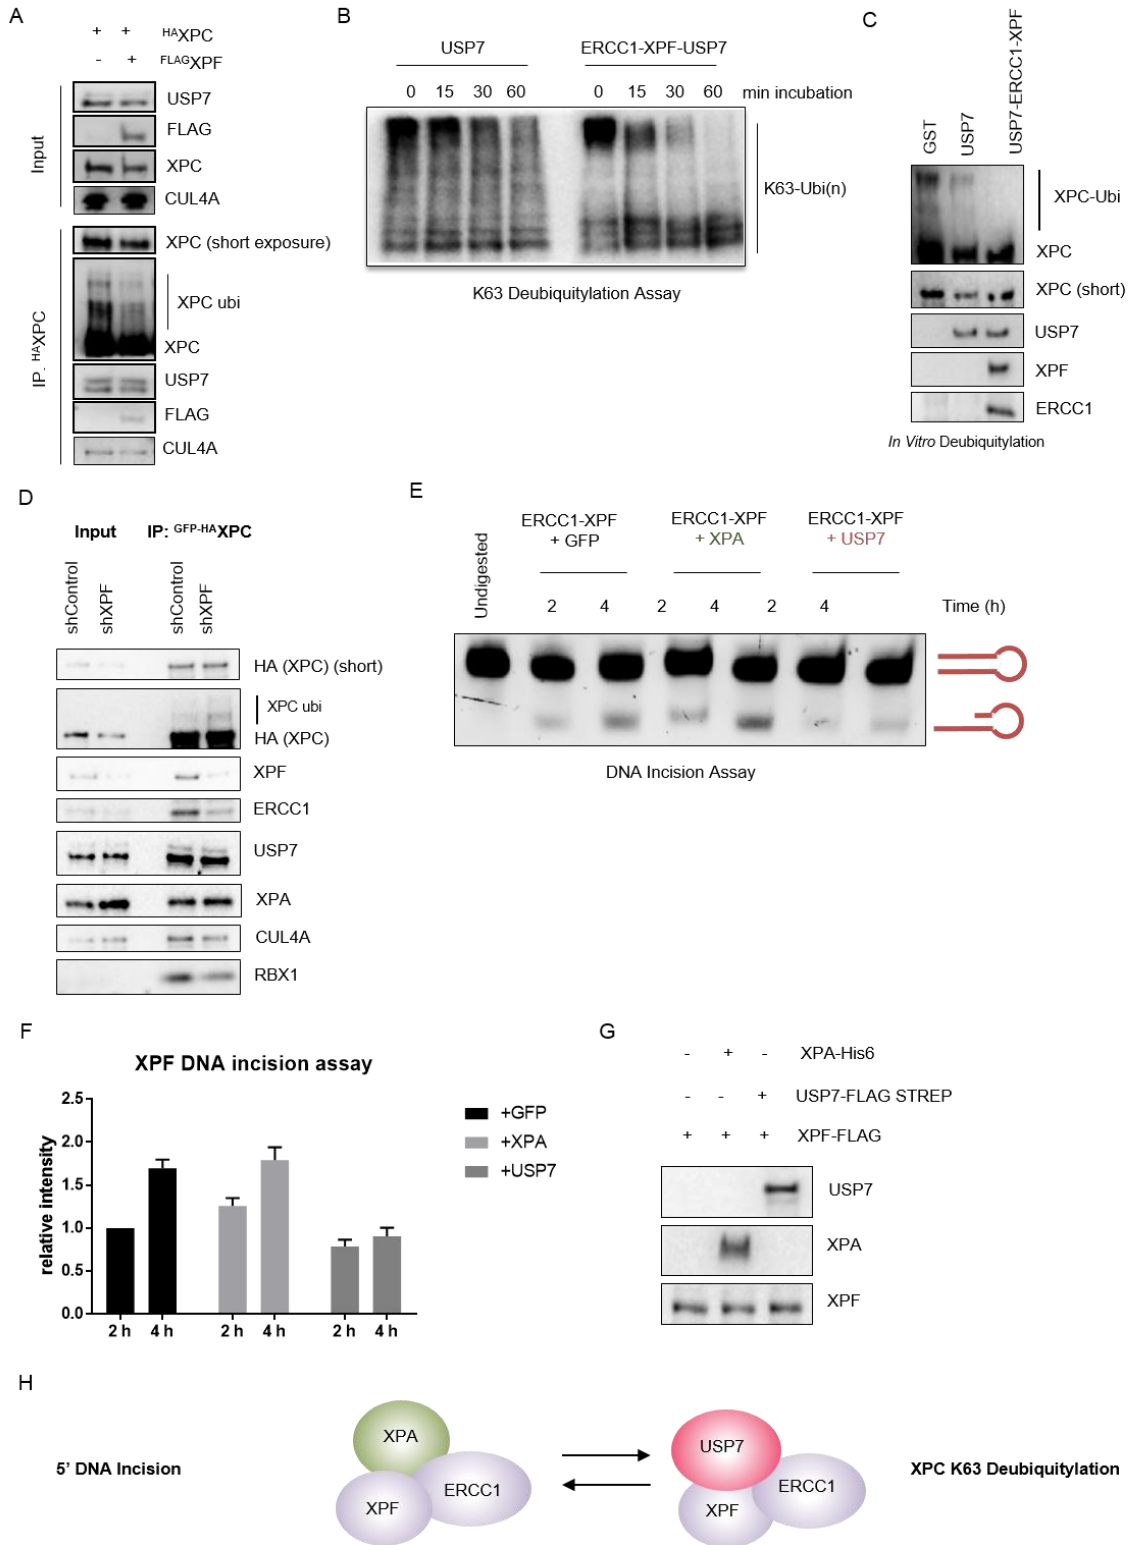 A
+ + HAXPC
- + FLAGXPF
Input
USP7
FLAG
XPC
CUL4A
IP. HAXPC
XPC (short exposure)
XPC ubi
XPC
USP7
FLAG
CUL4A
B
USP7
ERCC1-XPF-USP7
0 15 30 60 0 15 30 60 min incubation
K63-Ubi(n)
K63 Deubiquitylation Assay
C
GST
USP7
USP7-ERCC1-XPF
XPC-Ubi
XPC
XPC (short)
USP7
XPF
ERCC1
In Vitro Deubiquitylation
D
Input IP: GFP-HAXPC
shControl
shXPF
shControl
shXPF
HA (XPC) (short)
XPC ubi
HA (XPC)
XPF
ERCC1
USP7
XPA
CUL4A
RBX1
E
Undigested
ERCC1-XPF
+ GFP
ERCC1-XPF
+ XPA
ERCC1-XPF
+ USP7
2 4 2 4 2 4 Time (h)
DNA Incision Assay
F
XPF DNA incision assay
relative intensity
2.5
2.0
1.5
1.0
0.5
0.0
2 h 4 h 2 h 4 h 2 h 4 h
+GFP
+XPA
+USP7
G
- + - XPA-His6
- - + USP7-FLAG STREP
+ + + XPF-FLAG
USP7
XPA
XPF
H
5' DNA Incision
XPA
XPF
ERCC1
USP7
XPF
ERCC1
XPC K63 Deubiquitylation